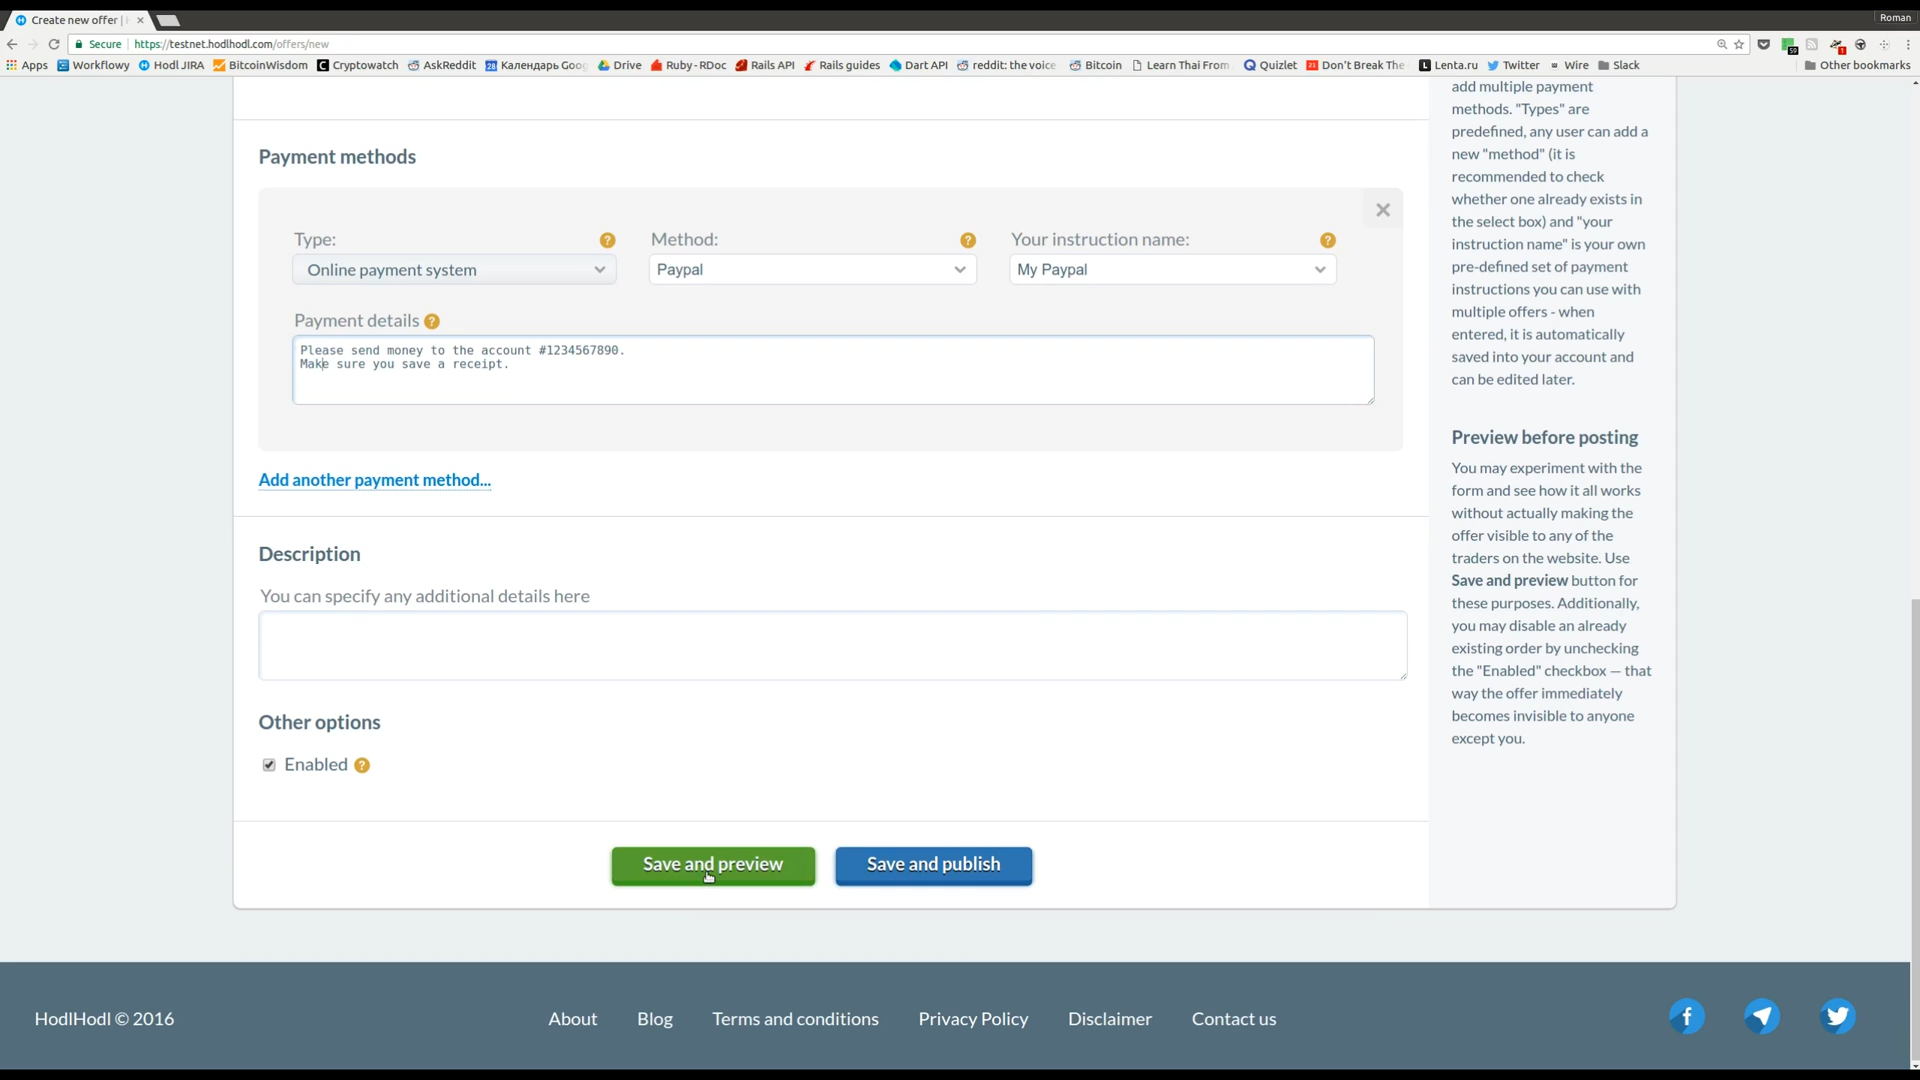 Roman
Create new offer |
Secure https://testnet.hodlhodl.com/offers/new
59
1
Apps Workflowy Hodl JIRA BitcoinWisdom Cryptowatch AskReddit 28 Календарь Goo Drive Ruby - RDoc Rails API Rails guides Dart API reddit: the voice Bitcoin Learn Thai From Quizlet 21 Don't Break The Lenta.ru Twitter Wire Slack Other bookmarks
Payment methods
Type: ?
Method: ?
Your instruction name: ?
Online payment system
Paypal
My Paypal
Payment details ?
Please send money to the account #1234567890.
Make sure you save a receipt.
Add another payment method...
Description
You can specify any additional details here
Other options
Enabled ?
Save and preview
Save and publish
add multiple payment
methods. "Types" are
predefined, any user can add a
new "method" (it is
recommended to check
whether one already exists in
the select box) and "your
instruction name" is your own
pre-defined set of payment
instructions you can use with
multiple offers - when
entered, it is automatically
saved into your account and
can be edited later.
Preview before posting
You may experiment with the
form and see how it all works
without actually making the
offer visible to any of the
traders on the website. Use
Save and preview button for
these purposes. Additionally,
you may disable an already
existing order by unchecking
the "Enabled" checkbox — that
way the offer immediately
becomes invisible to anyone
except you.
HodlHodl © 2016
About
Blog
Terms and conditions
Privacy Policy
Disclaimer
Contact us